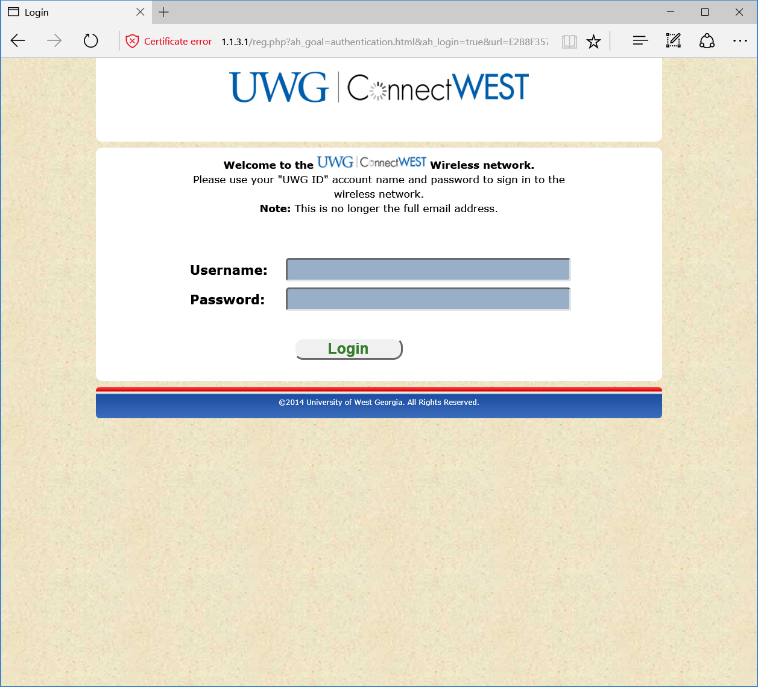 Login
Certificate error 1.1.3.1/reg.php?ah_goal=authentication.html&ah_login=true&url=E2B8F357
UWG | ConnectWEST
Welcome to the UWG | ConnectWEST Wireless network.
Please use your "UWG ID" account name and password to sign in to the
wireless network.
Note: This is no longer the full email address.
Username:
Password:
Login
©2014 University of West Georgia. All Rights Reserved.